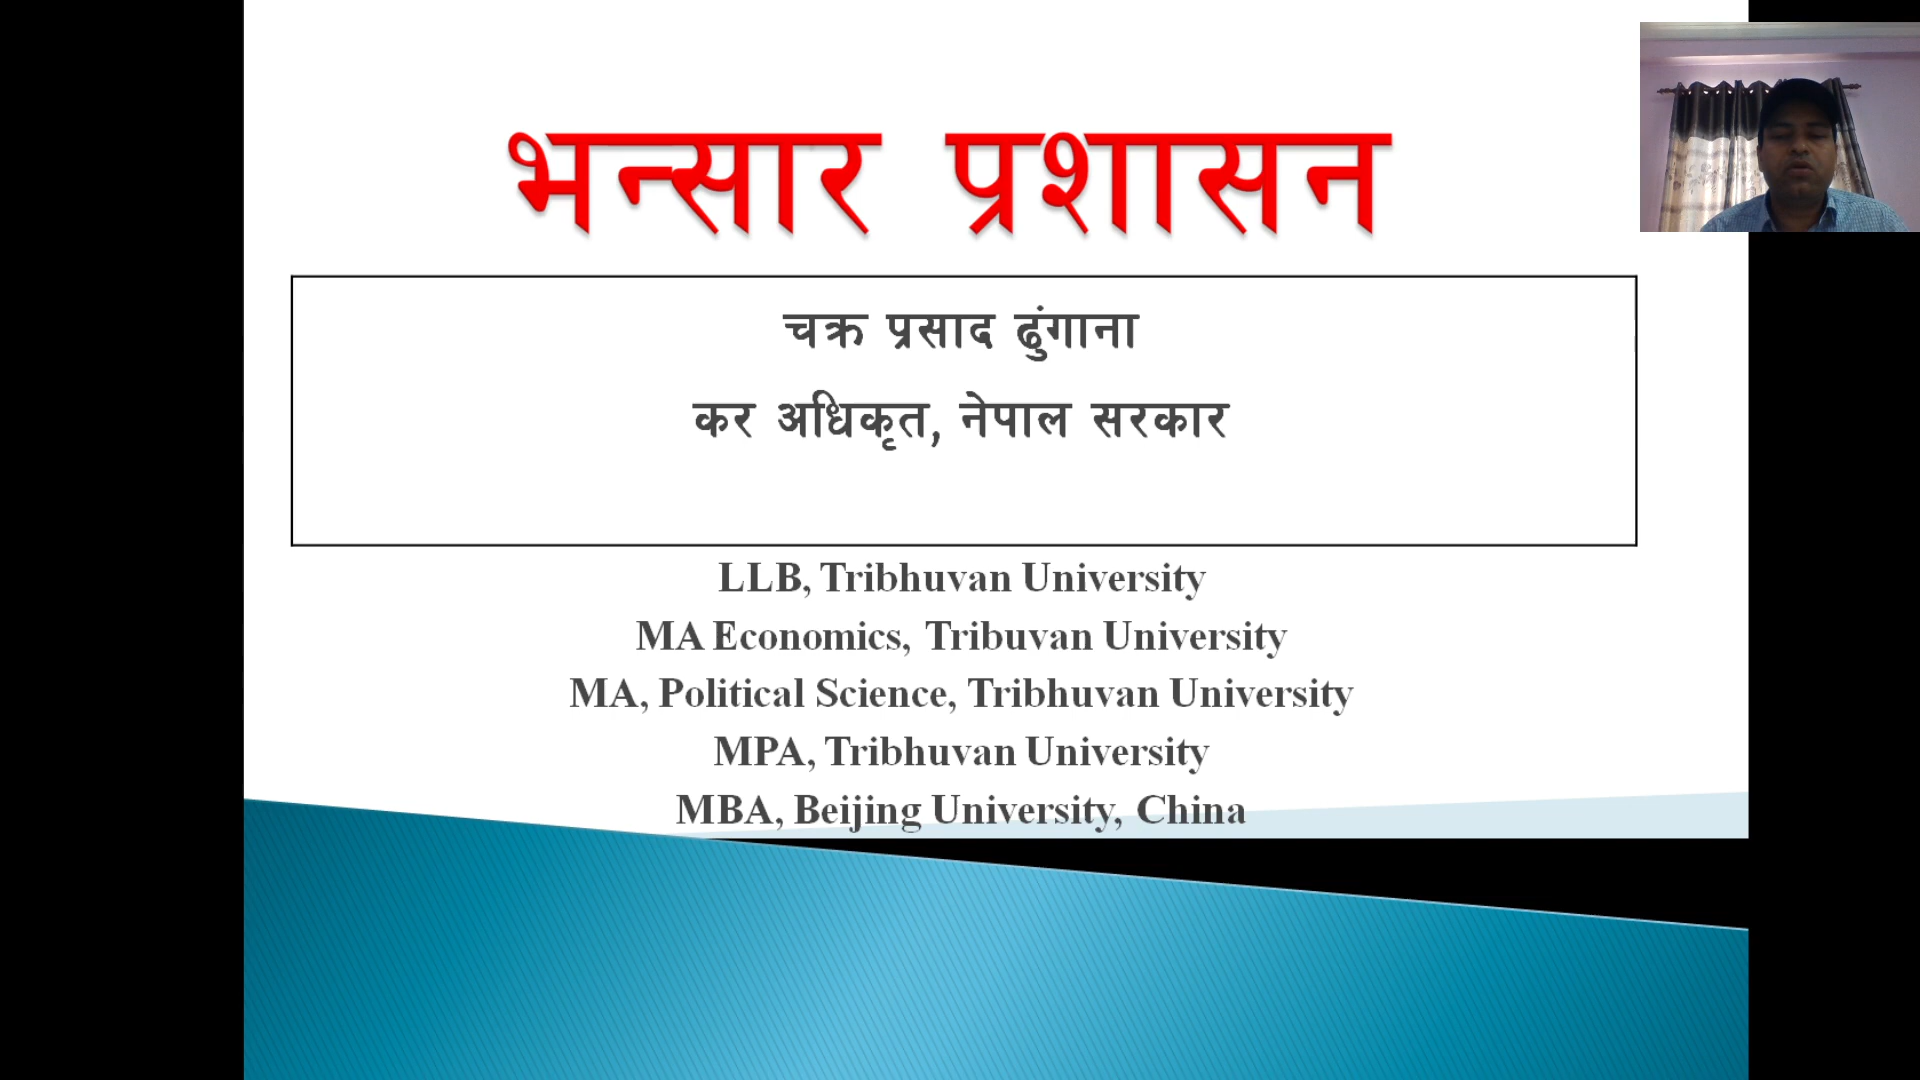 भन्सार प्रशासन
चक्र प्रसाद ढुंगाना
कर अधिकृत, नेपाल सरकार
LLB, Tribhuvan University
MA Economics, Tribuvan University
MA, Political Science, Tribhuvan University
MPA, Tribhuvan University
MBA, Beijing University, China